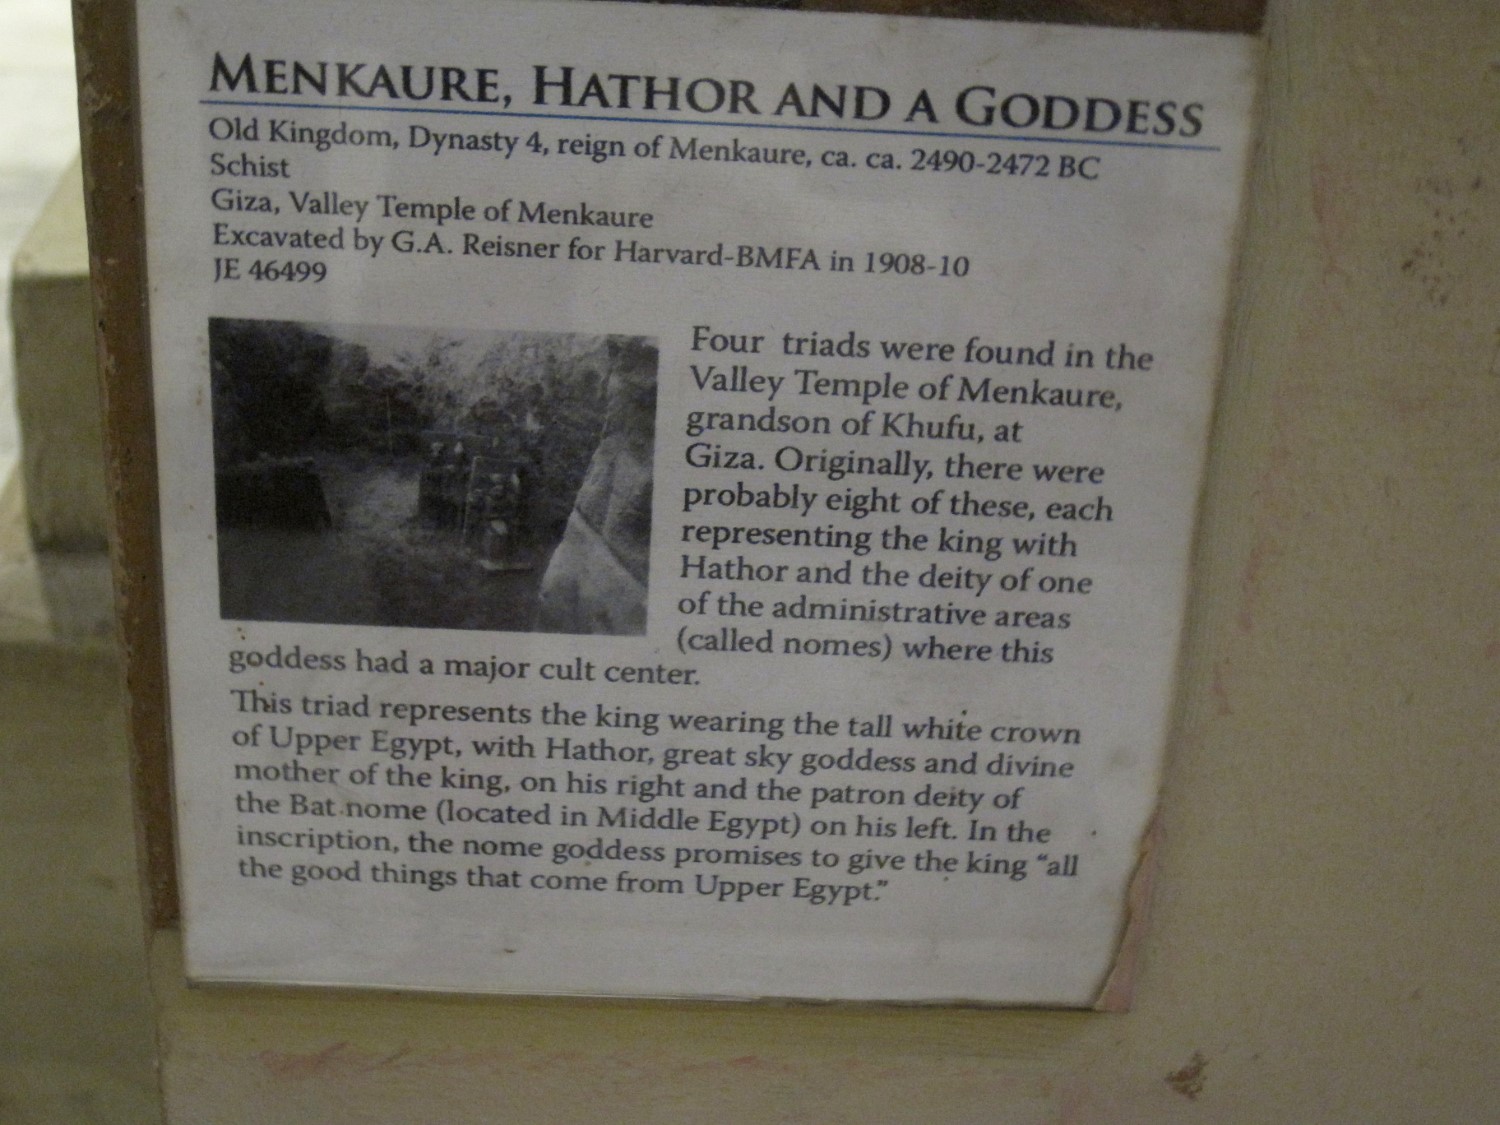 MENKAURE, HATHOR AND A GODDESS
Old Kingdom, Dynasty 4, reign of Menkaure, ca. ca. 2490-2472 BC
Schist
Giza, Valley Temple of Menkaure
Excavated by G.A. Reisner for Harvard-BMFA in 1908-10
JE 46499
Four triads were found in the
Valley Temple of Menkaure,
grandson of Khufu, at
Giza. Originally, there were
probably eight of these, each
representing the king with
Hathor and the deity of one
of the administrative areas
(called nomes) where this
goddess had a major cult center.
This triad represents the king wearing the tall white crown
of Upper Egypt, with Hathor, great sky goddess and divine
mother of the king, on his right and the patron deity of
the Bat nome (located in Middle Egypt) on his left. In the
inscription, the nome goddess promises to give the king “all
the good things that come from Upper Egypt.”